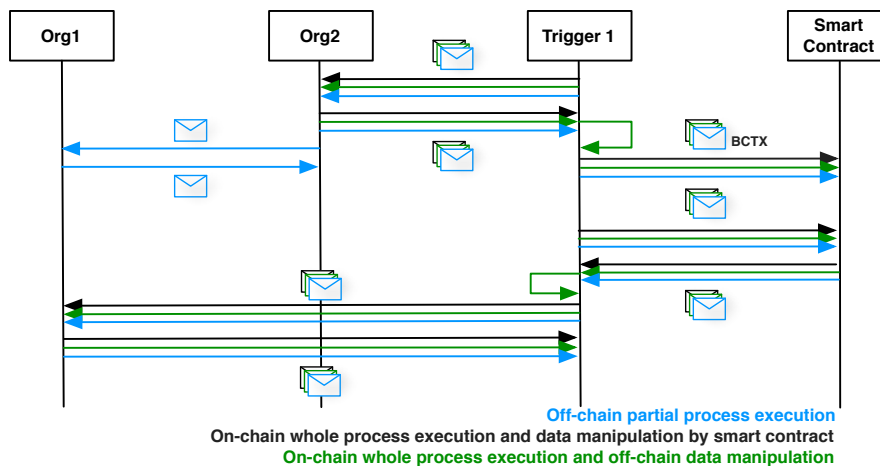 Org1
Org2
Trigger 1
Smart
Contract
BCTX
Off-chain partial process execution
On-chain whole process execution and data manipulation by smart contract
On-chain whole process execution and off-chain data manipulation